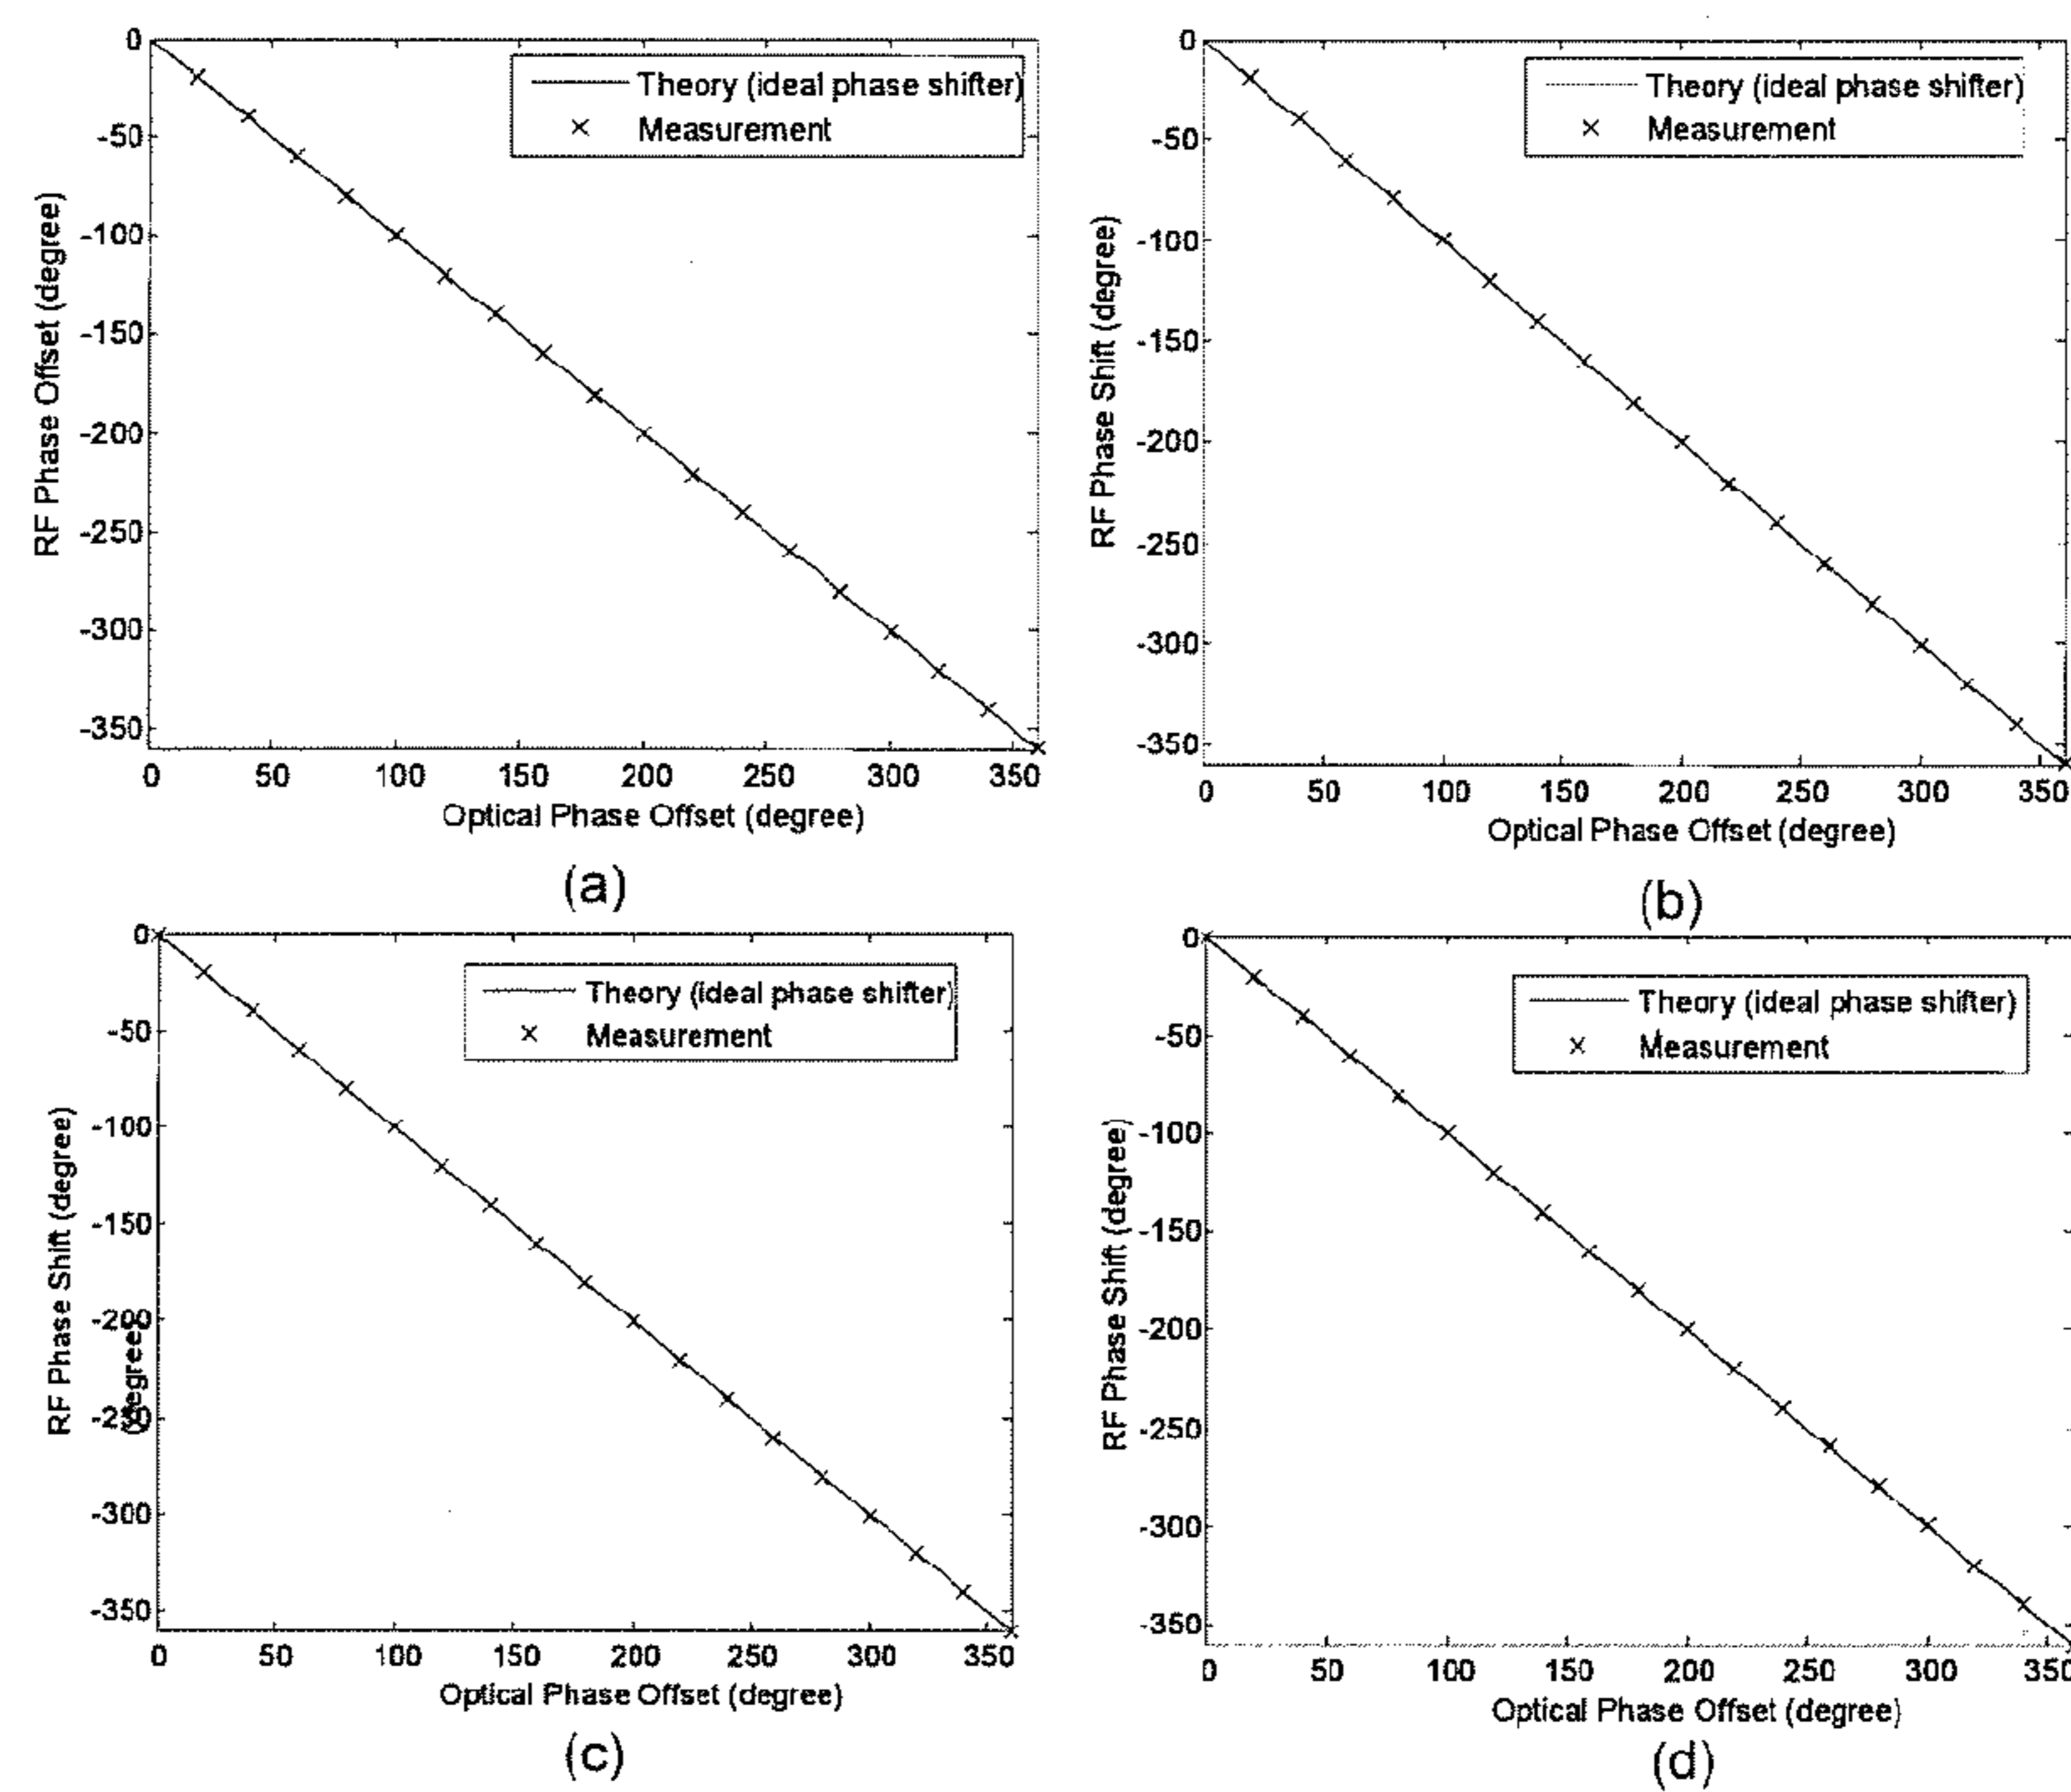 Theory (ideal phase shifter)
Measurement
RF Phase Offset (degree)
0
-50
-100
-150
-200
-250
-300
-350
0 50 100 150 200 250 300 350
Optical Phase Offset (degree)
(a)
Theory (ideal phase shifter)
Measurement
RF Phase Shift (degree)
0
-50
-100
-150
-200
-250
-300
-350
0 50 100 150 200 250 300 350
Optical Phase Offset (degree)
(b)
Theory (ideal phase shifter)
Measurement
RF Phase Shift (degree)
(degree)
0
-50
-100
-150
-200
-250
-300
-350
0 50 100 150 200 250 300 350
Optical Phase Offset (degree)
(c)
Theory (ideal phase shifter)
Measurement
RF Phase Shift (degree)
0
-50
-100
-150
-200
-250
-300
-350
0 50 100 150 200 250 300 350
Optical Phase Offset (degree)
(d)